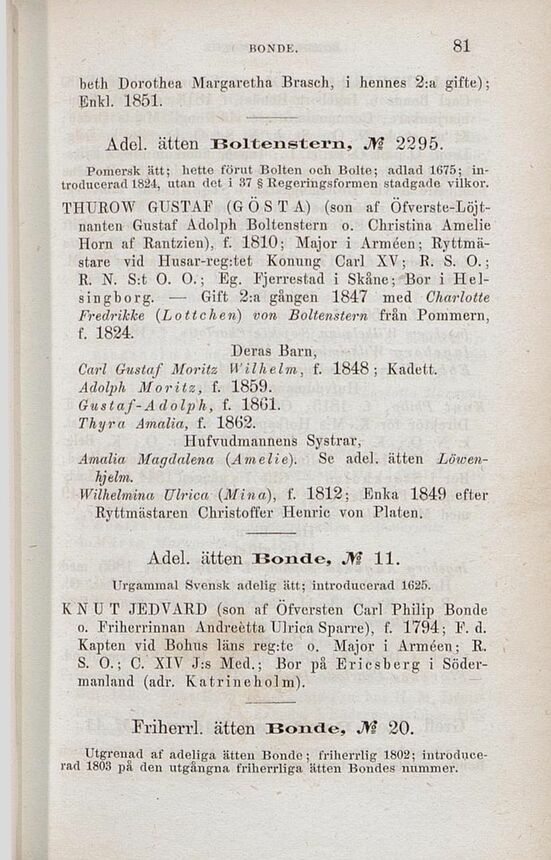 BONDE. 81
beth Dorothea Margaretha Brasch, i hennes 2:a gifte);
Enkl. 1851.
Adel. ätten Boltenstern, № 2295.
Pommersk ätt; hette förut Bolten och Bolte; adlad 1675; in-
troducerad 1824, utan det i 37 § Regeringsformen stadgade vilkor.
THUROW GUSTAF (GÖSTA) (son af Öfverste-Löjt-
nanten Gustaf Adolph Boltenstern o. Christina Amelie
Horn af Rantzien), f. 1810; Major i Arméen; Ryttmä-
stare vid Husar-reg:tet Konung Carl XV; R. S. O.;
R. N. S:t O. O.; Eg. Fjerrestad i Skåne; Bor i Hel-
singborg. — Gift 2:a gången 1847 med Charlotte
Fredrikke (Lottchen) von Boltenstern från Pommern,
f. 1824.
Deras Barn,
Carl Gustaf Moritz Wilhelm, f. 1848; Kadett.
Adolph Moritz, f. 1859.
Gustaf-Adolph, f. 1861.
Thyra Amalia, f. 1862.
Hufvudmannens Systrar,
Amalia Magdalena (Amelie). Se adel. ätten Löwen-
hjelm.
Wilhelmina Ulrica (Mina), f. 1812; Enka 1849 efter
Ryttmästaren Christoffer Henric von Platen.
Adel. ätten Bonde, № 11.
Urgammal Svensk adelig ätt; introducerad 1625.
KNUT JEDVARD (son af Öfversten Carl Philip Bonde
o. Friherrinnan Andreètta Ulrica Sparre), f. 1794; F. d.
Kapten vid Bohus läns reg:te o. Major i Arméen; R.
S. O.; C. XIV J:s Med.; Bor på Ericsberg i Söder-
manland (adr. Katrineholm).
Friherrl. ätten Bonde, № 20.
Utgrenad af adeliga ätten Bonde; friherrlig 1802; introduce-
rad 1803 på den utgångna friherrliga ätten Bondes nummer.